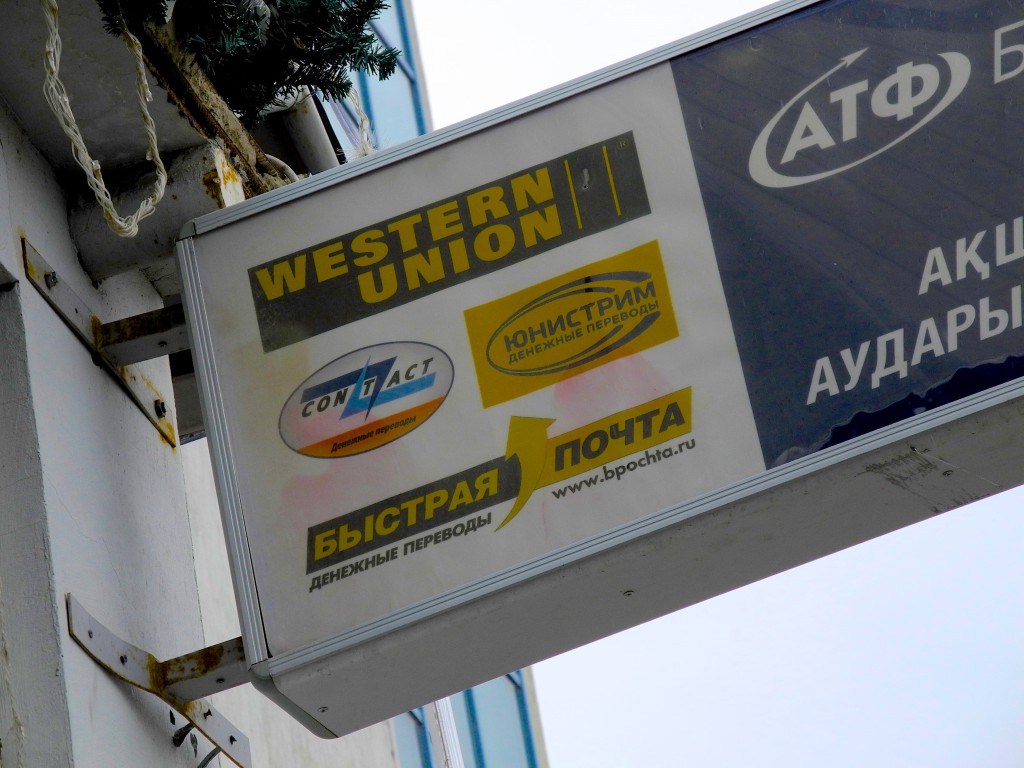 WESTERN
UNION
CONTACT
Денежные переводы
ЮНИСТРИМ
ДЕНЕЖНЫЕ ПЕРЕВОДЫ
БЫСТРАЯ ПОЧТА
ДЕНЕЖНЫЕ ПЕРЕВОДЫ
www.bpochta.ru
АТФ
АҚШ
АУДАРЫ